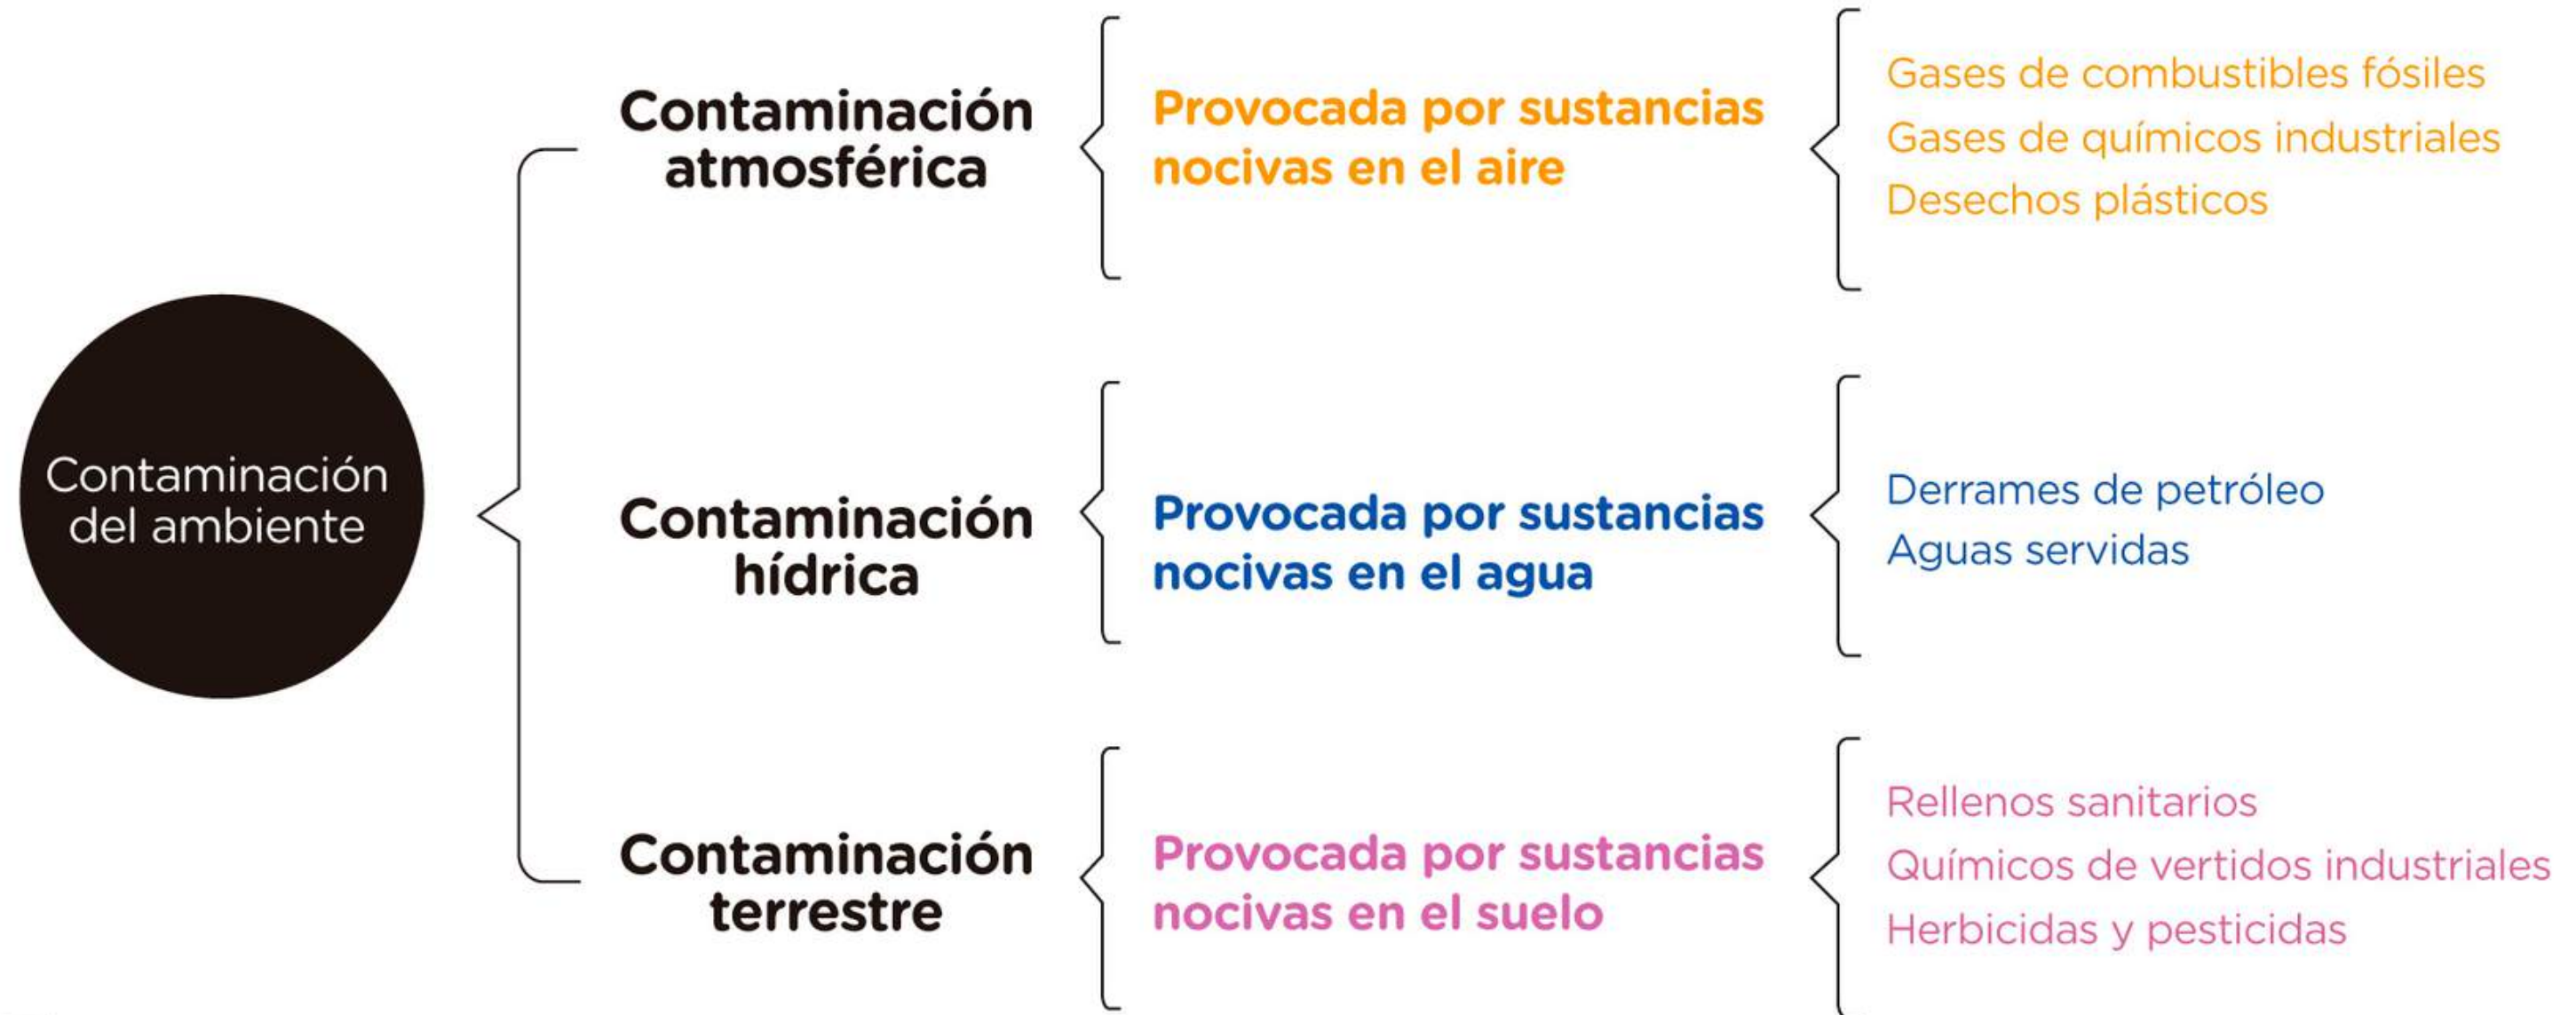 Contaminación
del ambiente
Contaminación
atmosférica
Provocada por sustancias
nocivas en el aire
Gases de combustibles fósiles
Gases de químicos industriales
Desechos plásticos
Contaminación
hídrica
Provocada por sustancias
nocivas en el agua
Derrames de petróleo
Aguas servidas
Contaminación
terrestre
Provocada por sustancias
nocivas en el suelo
Rellenos sanitarios
Químicos de vertidos industriales
Herbicidas y pesticidas